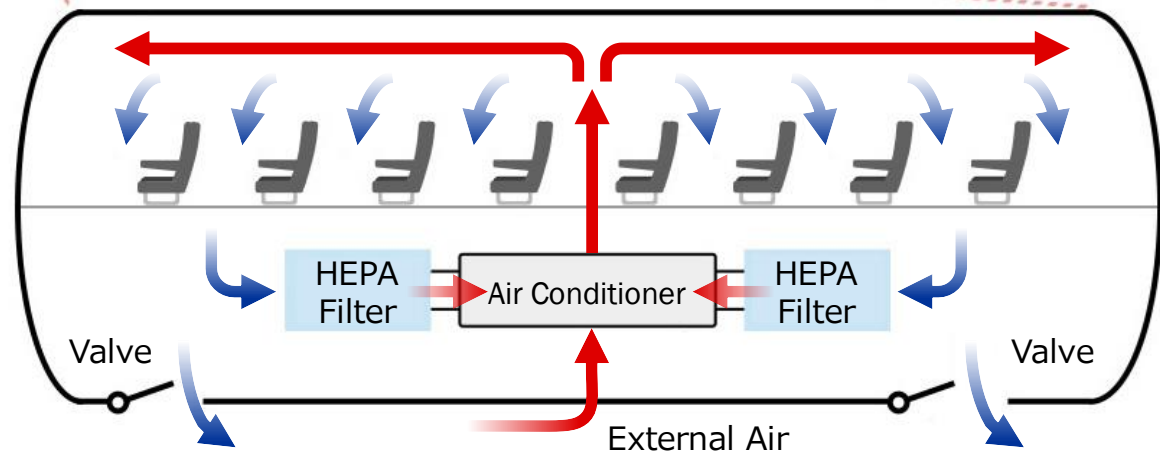 HEPA
Filter
Air Conditioner
HEPA
Filter
Valve
Valve
External Air